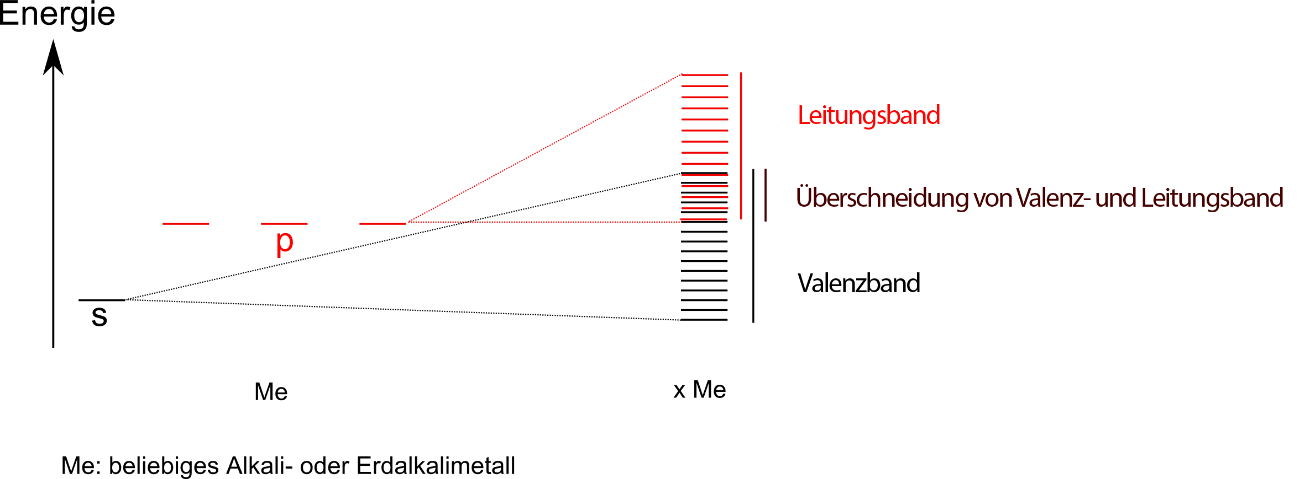 Energie
Leitungsband
Überschneidung von Valenz- und Leitungsband
p
Valenzband
s
Me
x Me
Me: beliebiges Alkali- oder Erdalkalimetall